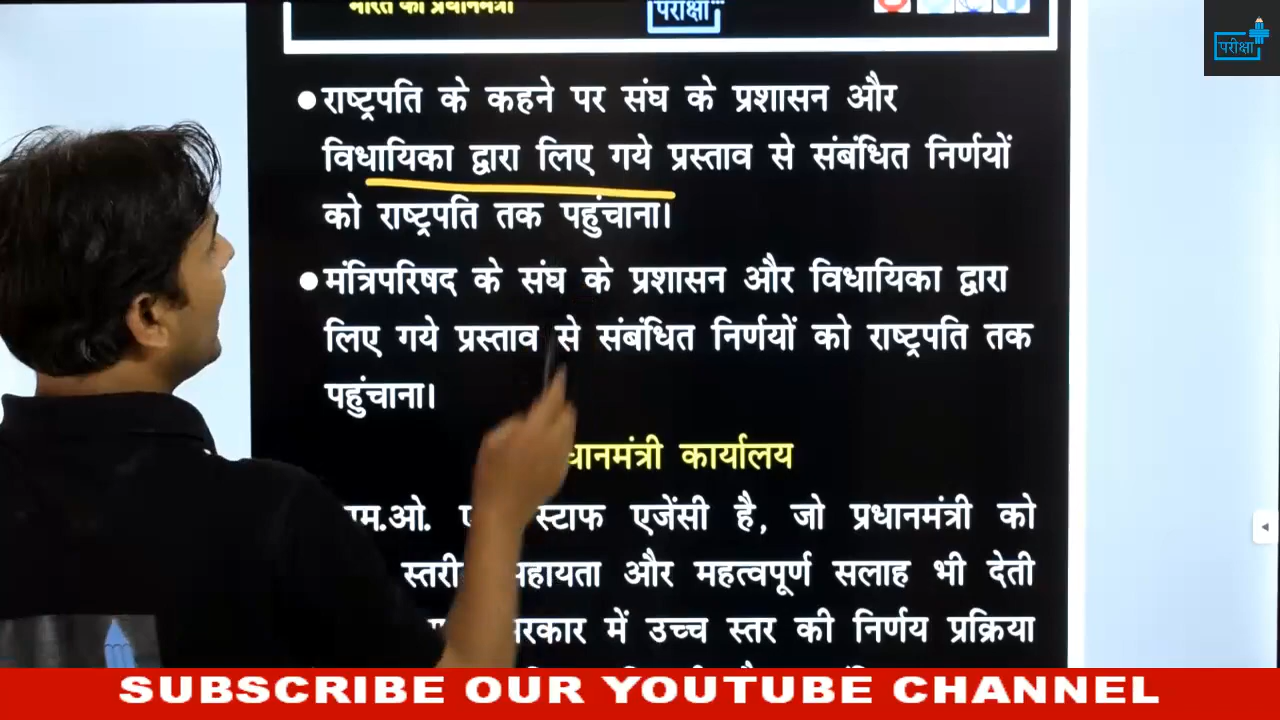 भारत का प्रधानमंत्री
परीक्षा
परीक्षा
राष्ट्रपति के कहने पर संघ के प्रशासन और
विधायिका द्वारा लिए गये प्रस्ताव से संबंधित निर्णयों
को राष्ट्रपति तक पहुंचाना।
मंत्रिपरिषद के संघ के प्रशासन और विधायिका द्वारा
लिए गये प्रस्ताव से संबंधित निर्णयों को राष्ट्रपति तक
पहुंचाना।
धानमंत्री कार्यालय
एम.ओ. स्टाफ एजेंसी है, जो प्रधानमंत्री को
स्तरीय सहायता और महत्वपूर्ण सलाह भी देती
सरकार में उच्च स्तर की निर्णय प्रक्रिया
SUBSCRIBE OUR YOUTUBE CHANNEL